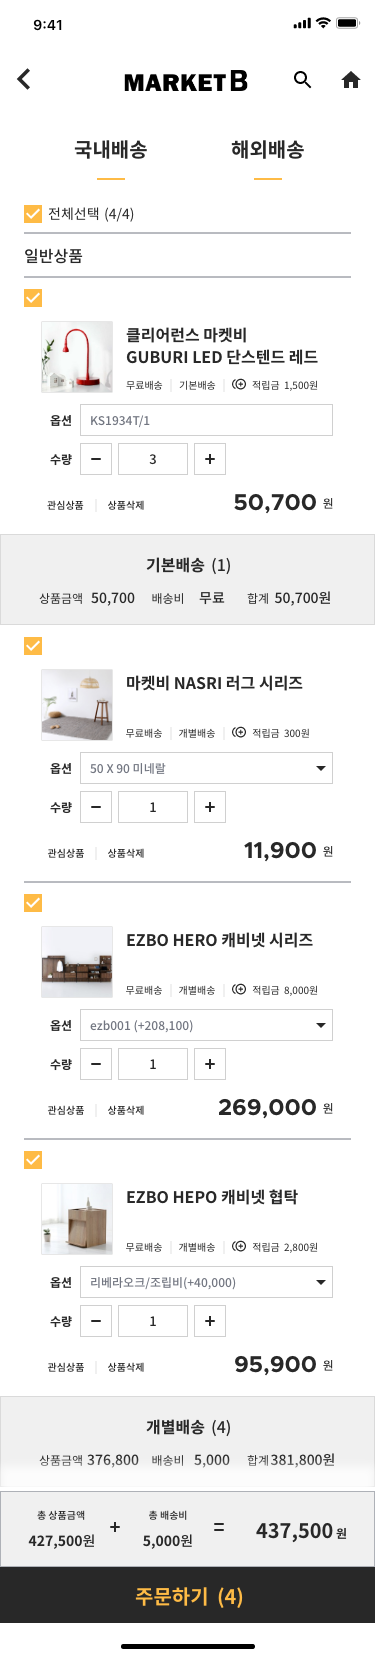 9:41
MARKET B
국내배송 해외배송
전체선택 (4/4)
일반상품
클리어런스 마켓비
GUBURI LED 단스텐드 레드
무료배송 기본배송 적립금 1,500원
옵션 KS1934T/1
수량 − 3 +
관심상품 상품삭제 50,700 원
기본배송 (1)
상품금액 50,700 배송비 무료 합계 50,700원
마켓비 NASRI 러그 시리즈
무료배송 개별배송 적립금 300원
옵션 50 X 90 미네랄
수량 − 1 +
관심상품 상품삭제 11,900 원
EZBO HERO 캐비넷 시리즈
무료배송 개별배송 적립금 8,000원
옵션 ezb001 (+208,100)
수량 − 1 +
관심상품 상품삭제 269,000 원
EZBO HEPO 캐비넷 협탁
무료배송 개별배송 적립금 2,800원
옵션 리베라오크/조립비(+40,000)
수량 − 1 +
관심상품 상품삭제 95,900 원
개별배송 (4)
상품금액 376,800 배송비 5,000 합계 381,800원
총 상품금액 총 배송비
427,500원 + 5,000원 = 437,500 원
주문하기 (4)